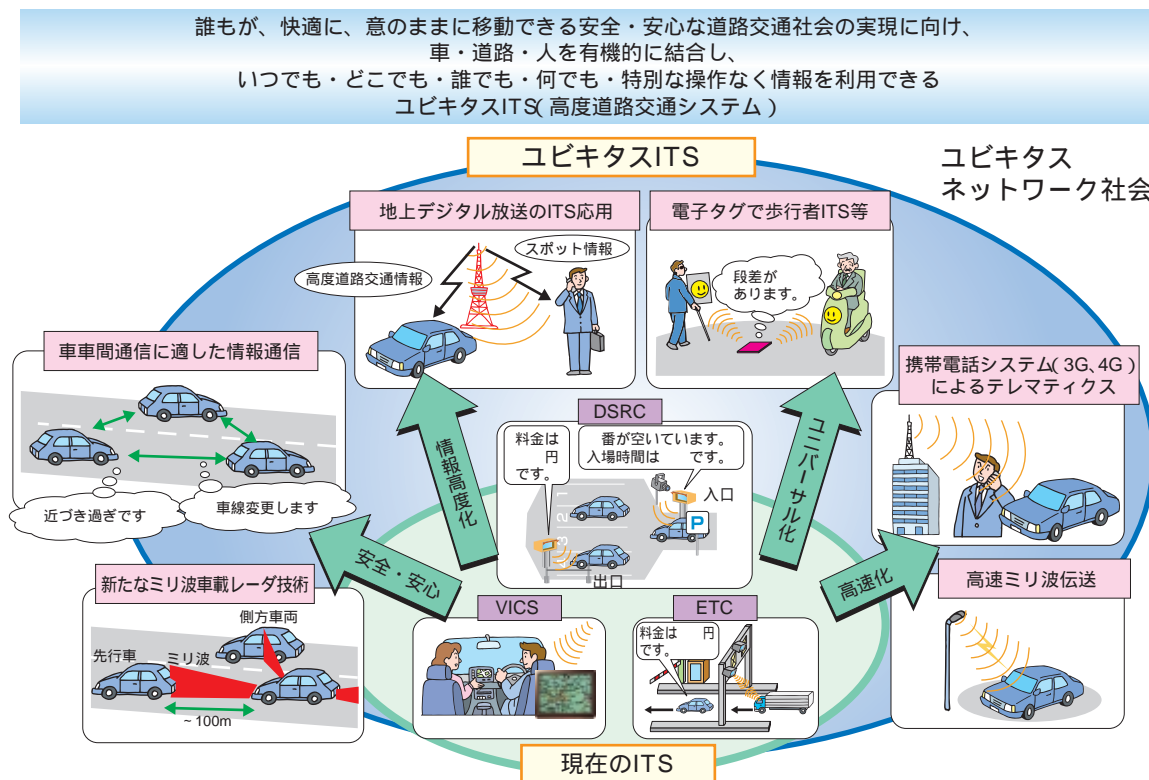 誰もが、快適に、意のままに移動できる安全・安心な道路交通社会の実現に向け、
車・道路・人を有機的に結合し、
いつでも・どこでも・誰でも・何でも・特別な操作なく情報を利用できる
ユビキタスITS(高度道路交通システム)
ユビキタスITS
ユビキタス
ネットワーク社会
地上デジタル放送のITS応用
スポット情報
高度道路交通情報
電子タグで歩行者ITS等
段差が
あります。
車車間通信に適した情報通信
近づき過ぎです
車線変更します
携帯電話システム(3G、4G)
によるテレマティクス
情報高度化
ユニバーサル化
安全・安心
高速化
DSRC
料金は
円
です。
番が空いています。
入場時間は です。
入口
P
1
2
3
出口
新たなミリ波車載レーダ技術
側方車両
先行車
ミリ波
~100m
VICS
ETC
料金は 円
です。
高速ミリ波伝送
現在のITS